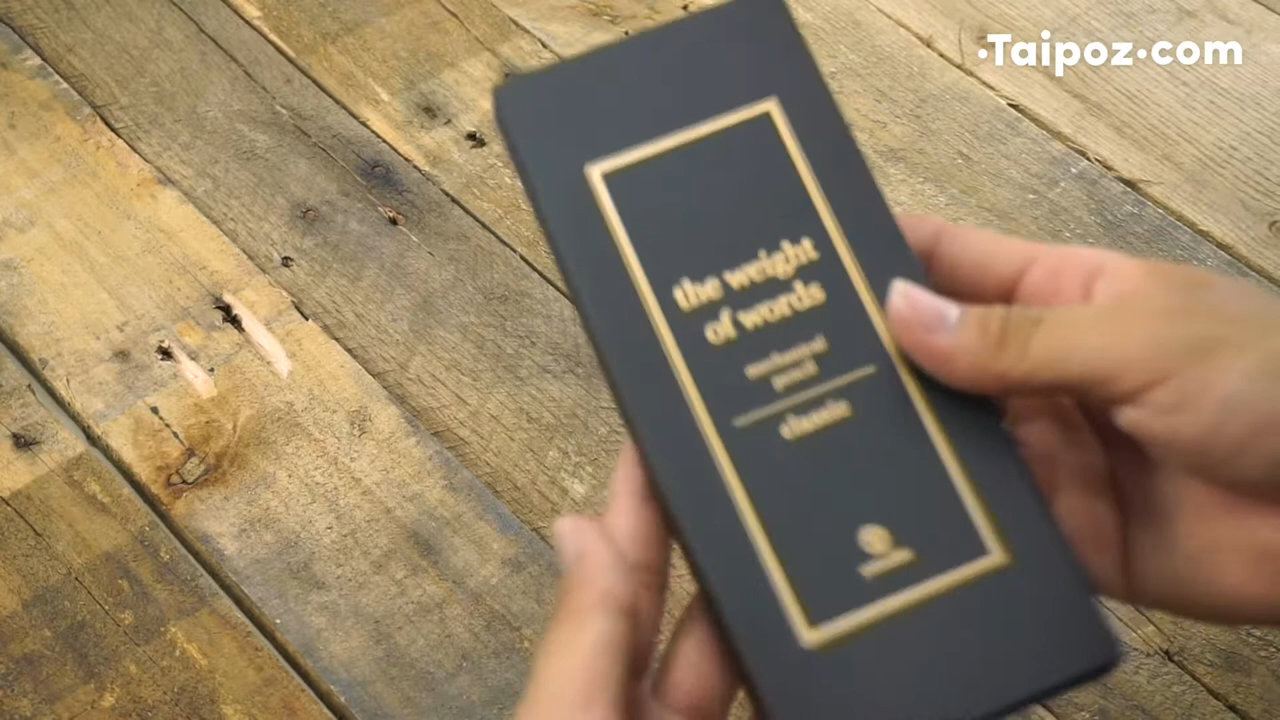 ·Taipoz·com
the weight
of words
mechanical
pencil
classic